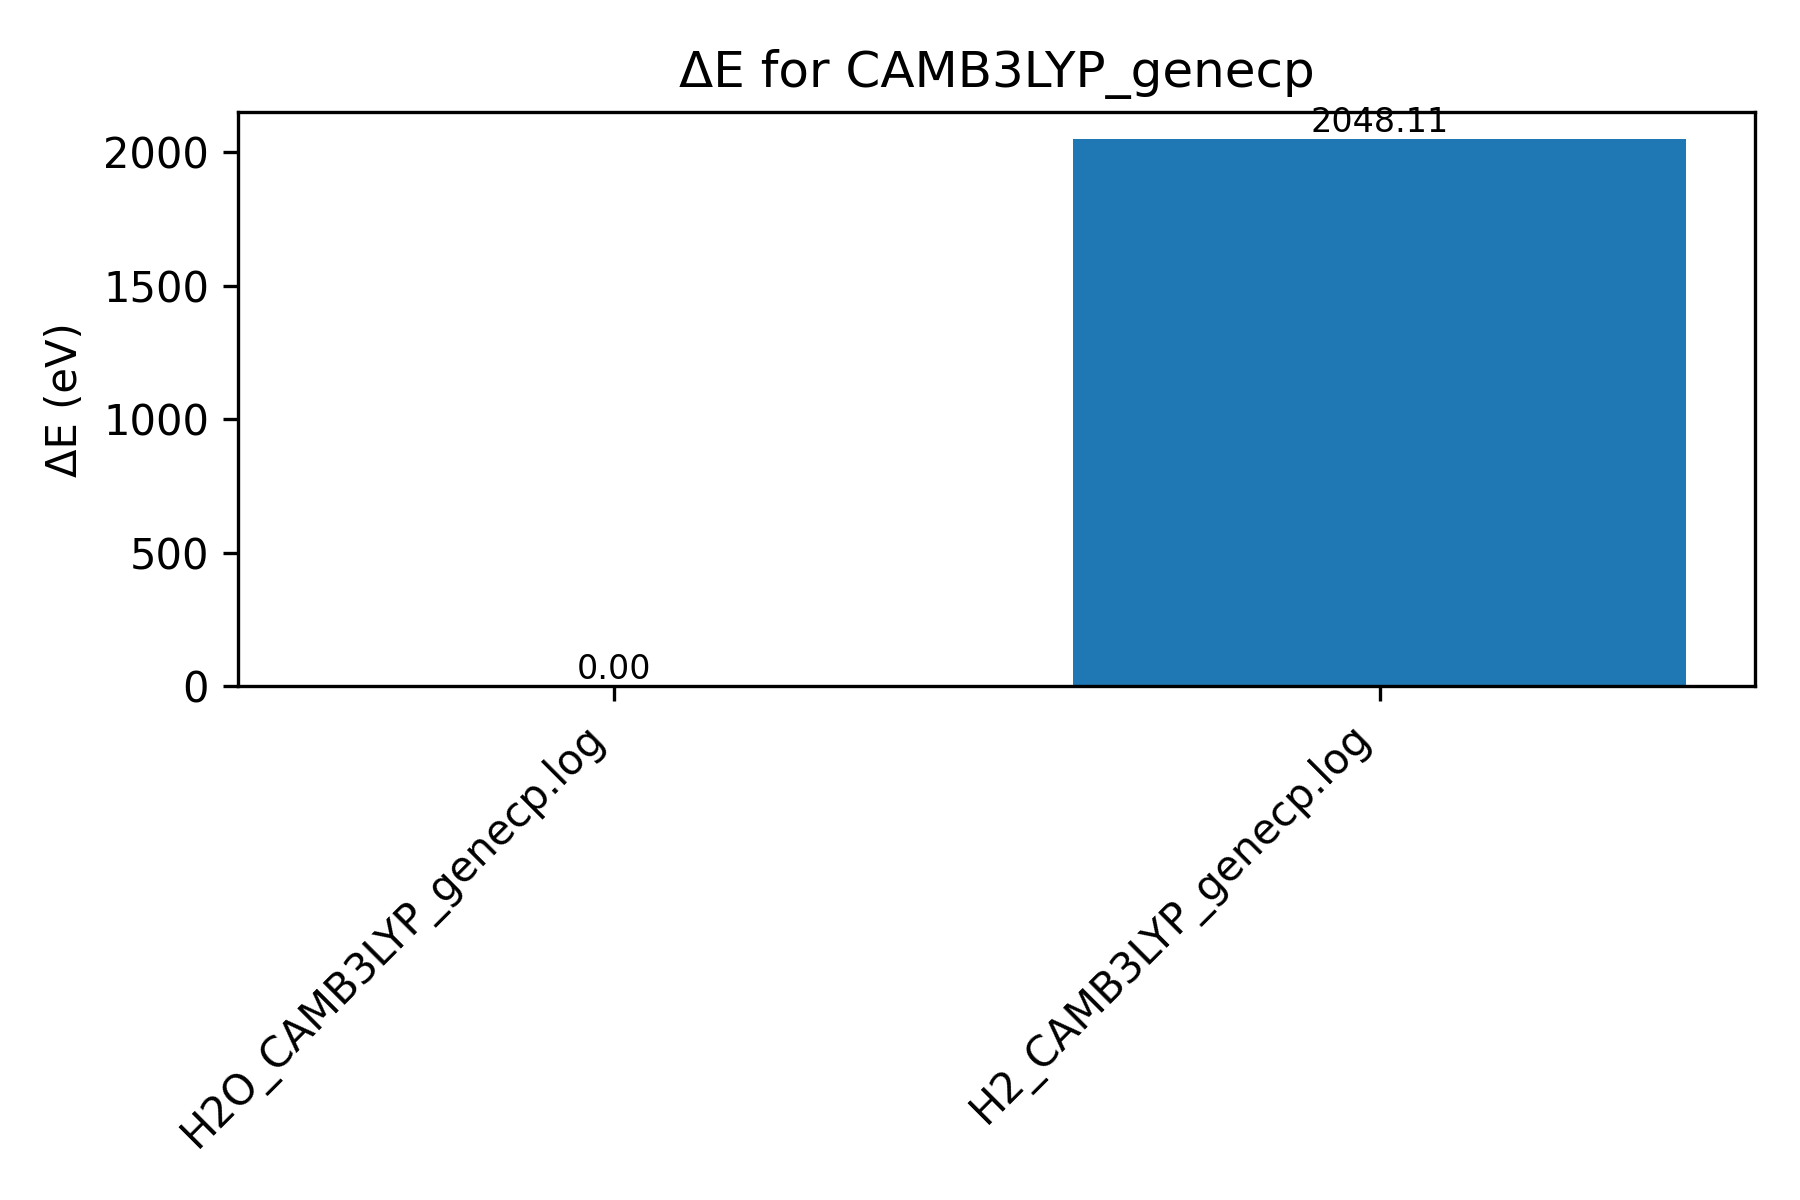 ΔE for CAMB3LYP_genecp
2048.11
2000
1500
1000
500
0
ΔE (eV)
0.00
H2O_CAMB3LYP_genecp.log
H2_CAMB3LYP_genecp.log